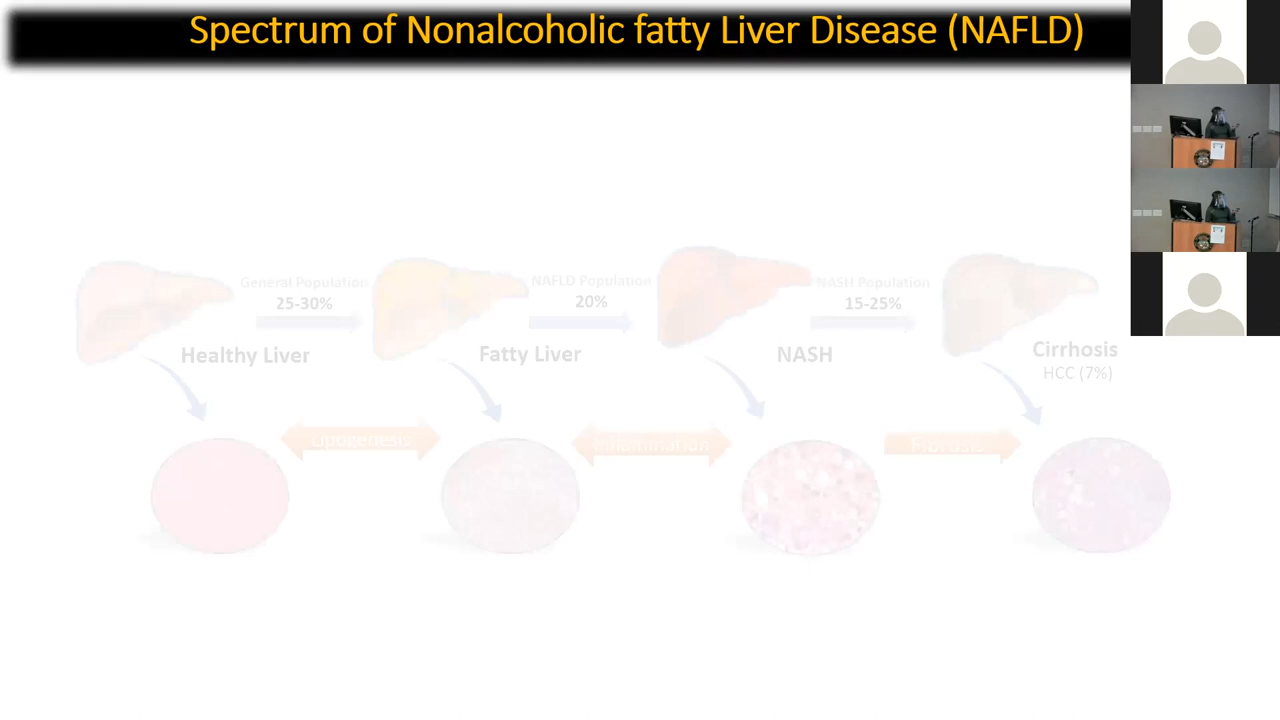 Spectrum of Nonalcoholic fatty Liver Disease (NAFLD)
General Population
25-30%
NAFLD Population
20%
NASH Population
15-25%
Healthy Liver
Fatty Liver
NASH
Cirrhosis
HCC (7%)
Lipogenesis
Inflammation
Fibrosis